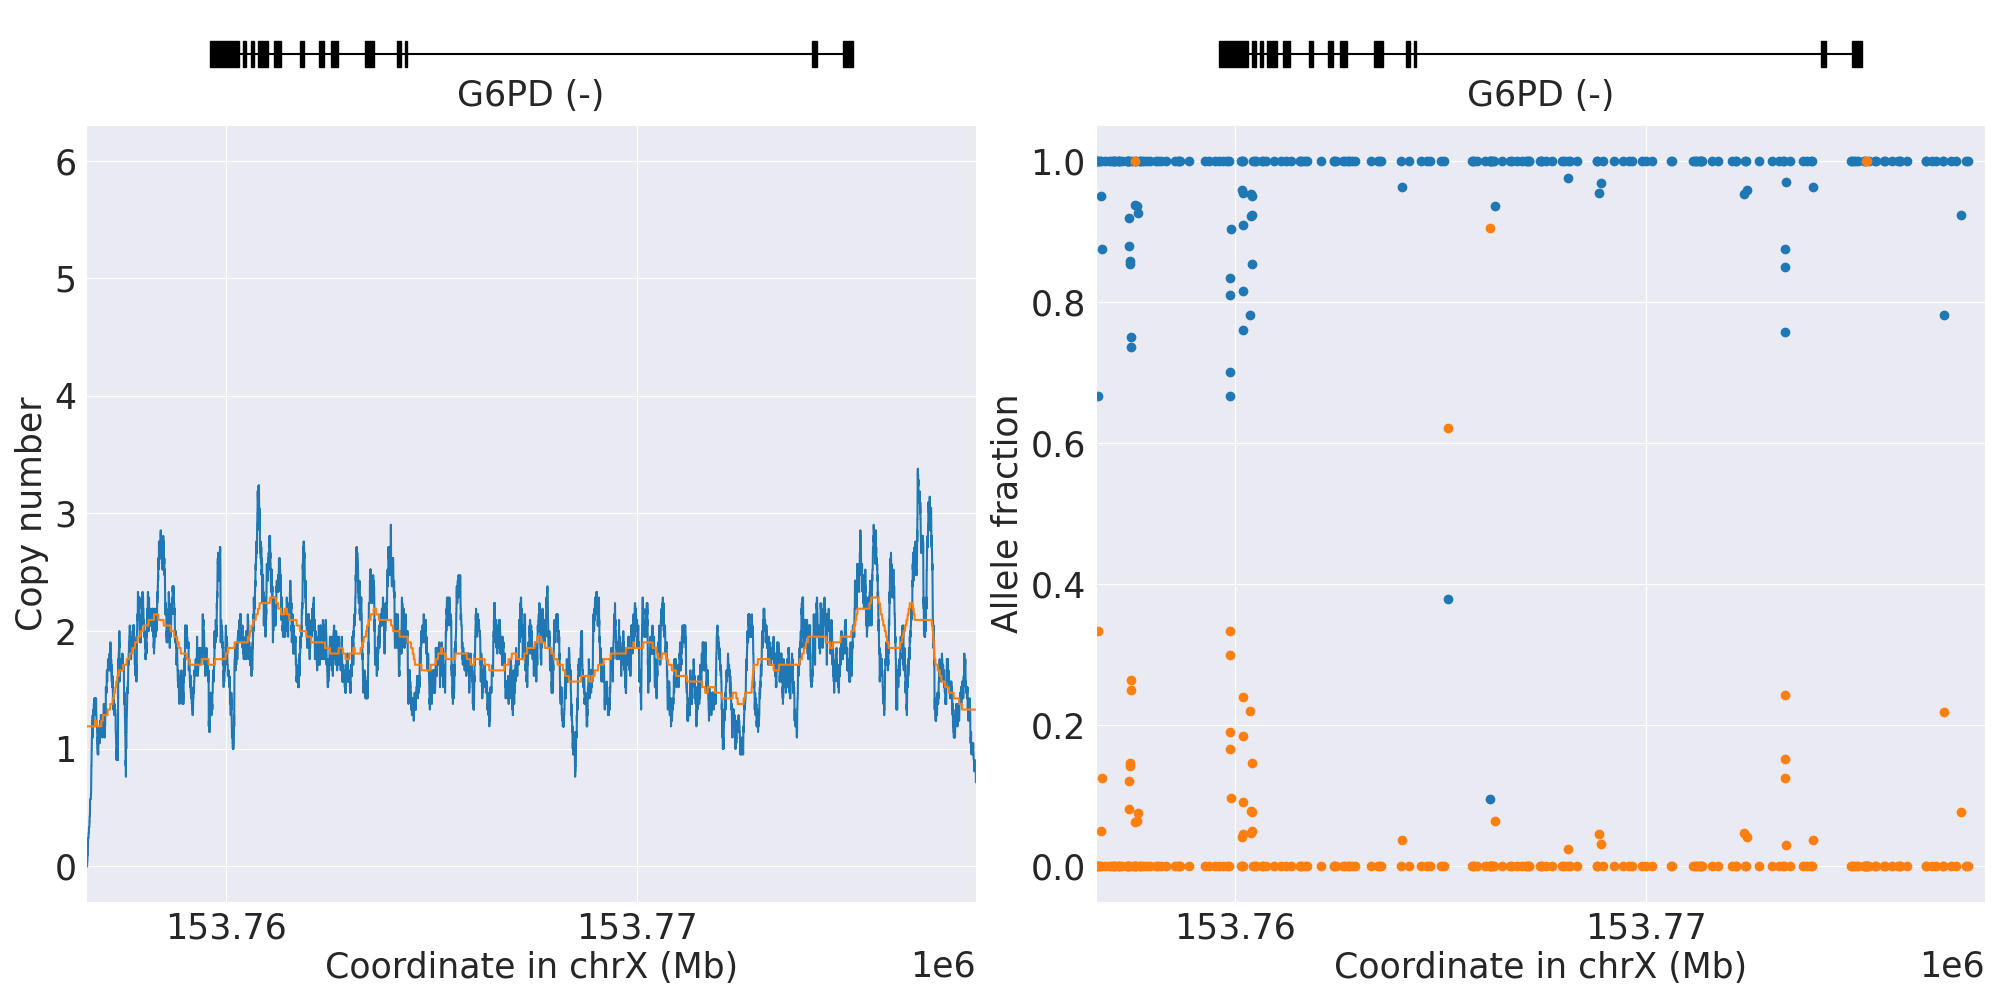 G6PD (-)
6
5
4
3
2
1
0
Copy number
153.76
153.77
Coordinate in chrX (Mb)
1e6
G6PD (-)
1.0
0.8
0.6
0.4
0.2
0.0
Allele fraction
153.76
153.77
Coordinate in chrX (Mb)
1e6